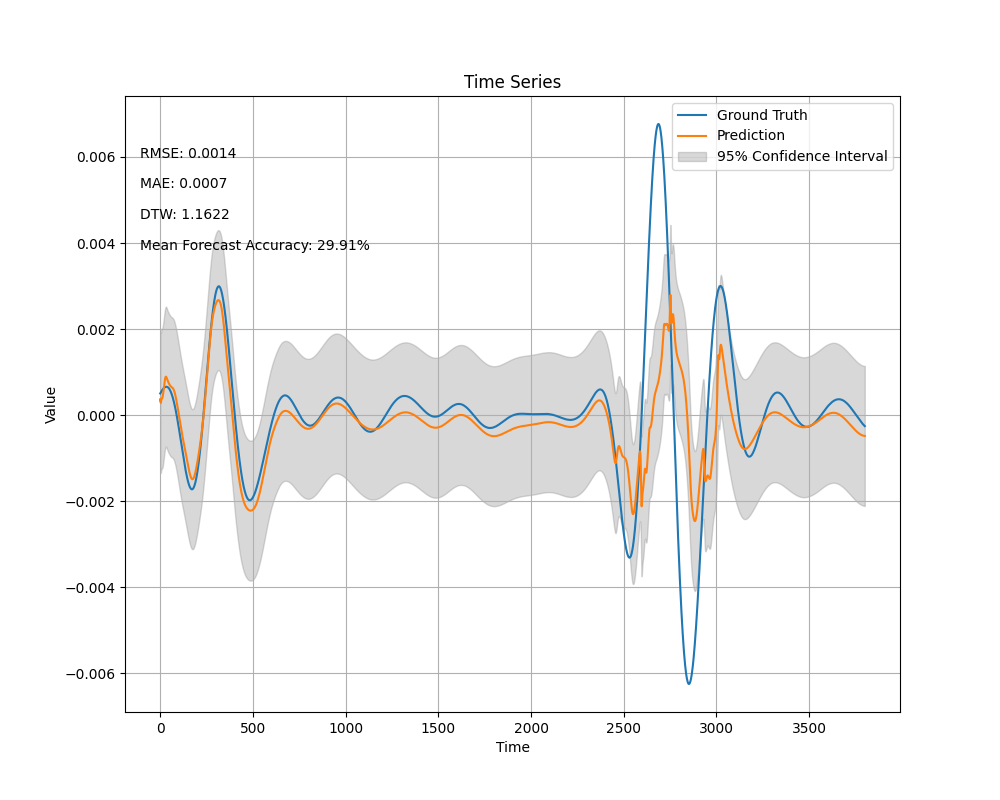 Time Series
Ground Truth
Prediction
95% Confidence Interval
RMSE: 0.0014
MAE: 0.0007
DTW: 1.1622
Mean Forecast Accuracy: 29.91%
Value
0.006
0.004
0.002
0.000
−0.002
−0.004
−0.006
0 500 1000 1500 2000 2500 3000 3500
Time